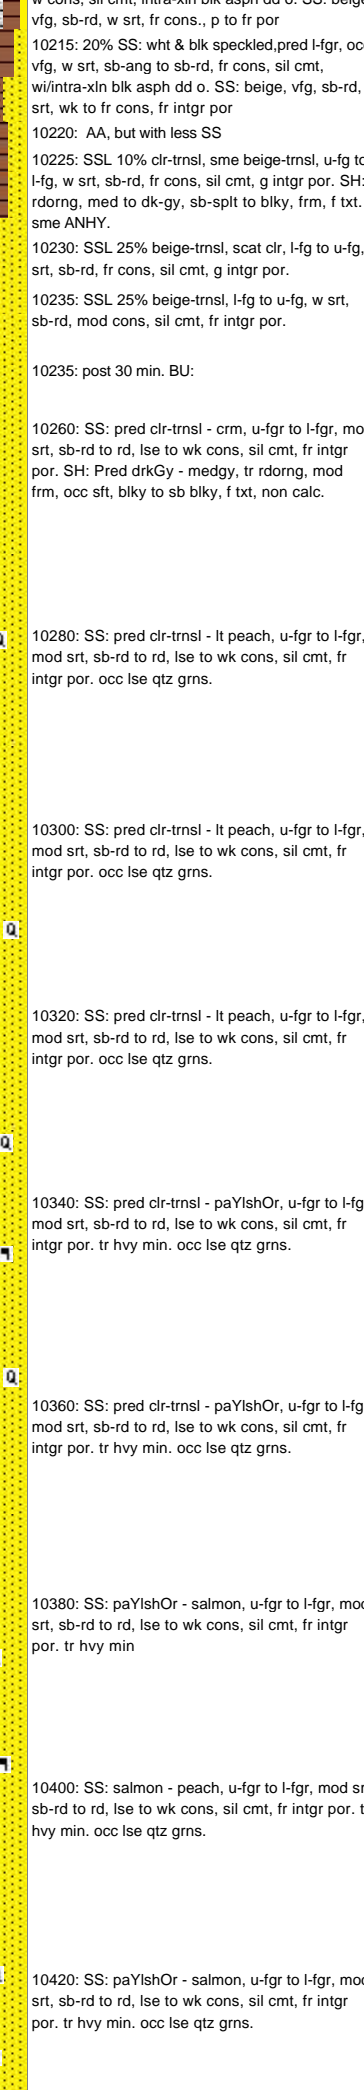 w cons, sil cmt, intra-xln blk asph dd o. SS: beige
vfg, sb-rd, w srt, fr cons., p to fr por
10215: 20% SS: wht & blk speckled,pred l-fgr,
vfg, w srt, sb-ang to sb-rd, fr cons, sil cmt,
wi/intra-xln blk asph dd o. SS: beige, vfg, sb-rd,
srt, wk to fr cons, fr intgr por
10220: AA, but with less SS
10225: SSL 10% clr-trnsl, sme beige-trnsl, u-fg to
l-fg, w srt, sb-rd, fr cons, sil cmt, g intgr por. SH:
rdorng, med to dk-gy, sb-splt to blky, frm, f txt.
sme ANHY.
10230: SSL 25% beige-trnsl, scat clr, l-fg to u-fg,
srt, sb-rd, fr cons, sil cmt, g intgr por.
10235: SSL 25% beige-trnsl, l-fg to u-fg, w srt,
sb-rd, mod cons, sil cmt, fr intgr por.
10235: post 30 min. BU:
10260: SS: pred clr-trnsl - crm, u-fgr to l-fgr, mo
srt, sb-rd to rd, lse to wk cons, sil cmt, fr intgr
por. SH: Pred drkGy - medgy, tr rdorng, mod
frm, occ sft, blky to sb blky, f txt, non calc.
10280: SS: pred clr-trnsl - lt peach, u-fgr to l-fgr,
mod srt, sb-rd to rd, lse to wk cons, sil cmt, fr
intgr por. occ lse qtz grns.
10300: SS: pred clr-trnsl - lt peach, u-fgr to l-fgr,
mod srt, sb-rd to rd, lse to wk cons, sil cmt, fr
intgr por. occ lse qtz grns.
Q
10320: SS: pred clr-trnsl - lt peach, u-fgr to l-fgr,
mod srt, sb-rd to rd, lse to wk cons, sil cmt, fr
intgr por. occ lse qtz grns.
Q
10340: SS: pred clr-trnsl - paYlshOr, u-fgr to l-fg
mod srt, sb-rd to rd, lse to wk cons, sil cmt, fr
intgr por. tr hvy min. occ lse qtz grns.
Q
10360: SS: pred clr-trnsl - paYlshOr, u-fgr to l-fg
mod srt, sb-rd to rd, lse to wk cons, sil cmt, fr
intgr por. tr hvy min. occ lse qtz grns.
10380: SS: paYlshOr - salmon, u-fgr to l-fgr, mod
srt, sb-rd to rd, lse to wk cons, sil cmt, fr intgr
por. tr hvy min
10400: SS: salmon - peach, u-fgr to l-fgr, mod sr
sb-rd to rd, lse to wk cons, sil cmt, fr intgr por. t
hvy min. occ lse qtz grns.
10420: SS: paYlshOr - salmon, u-fgr to l-fgr, mod
srt, sb-rd to rd, lse to wk cons, sil cmt, fr intgr
por. tr hvy min. occ lse qtz grns.